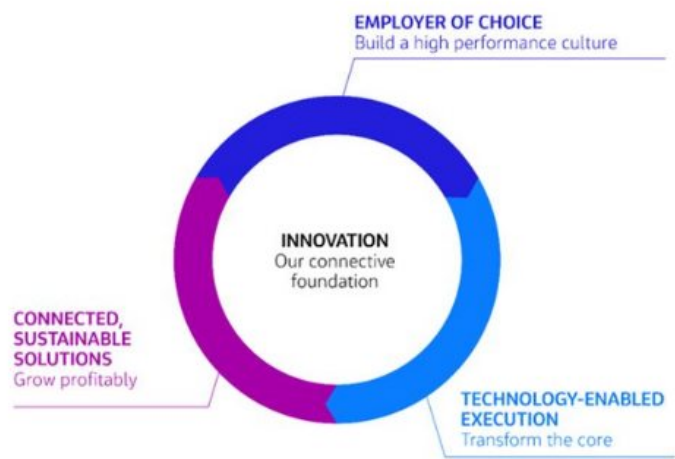 EMPLOYER OF CHOICE
Build a high performance culture
INNOVATION
Our connective
foundation
CONNECTED,
SUSTAINABLE
SOLUTIONS
Grow profitably
TECHNOLOGY-ENABLED
EXECUTION
Transform the core